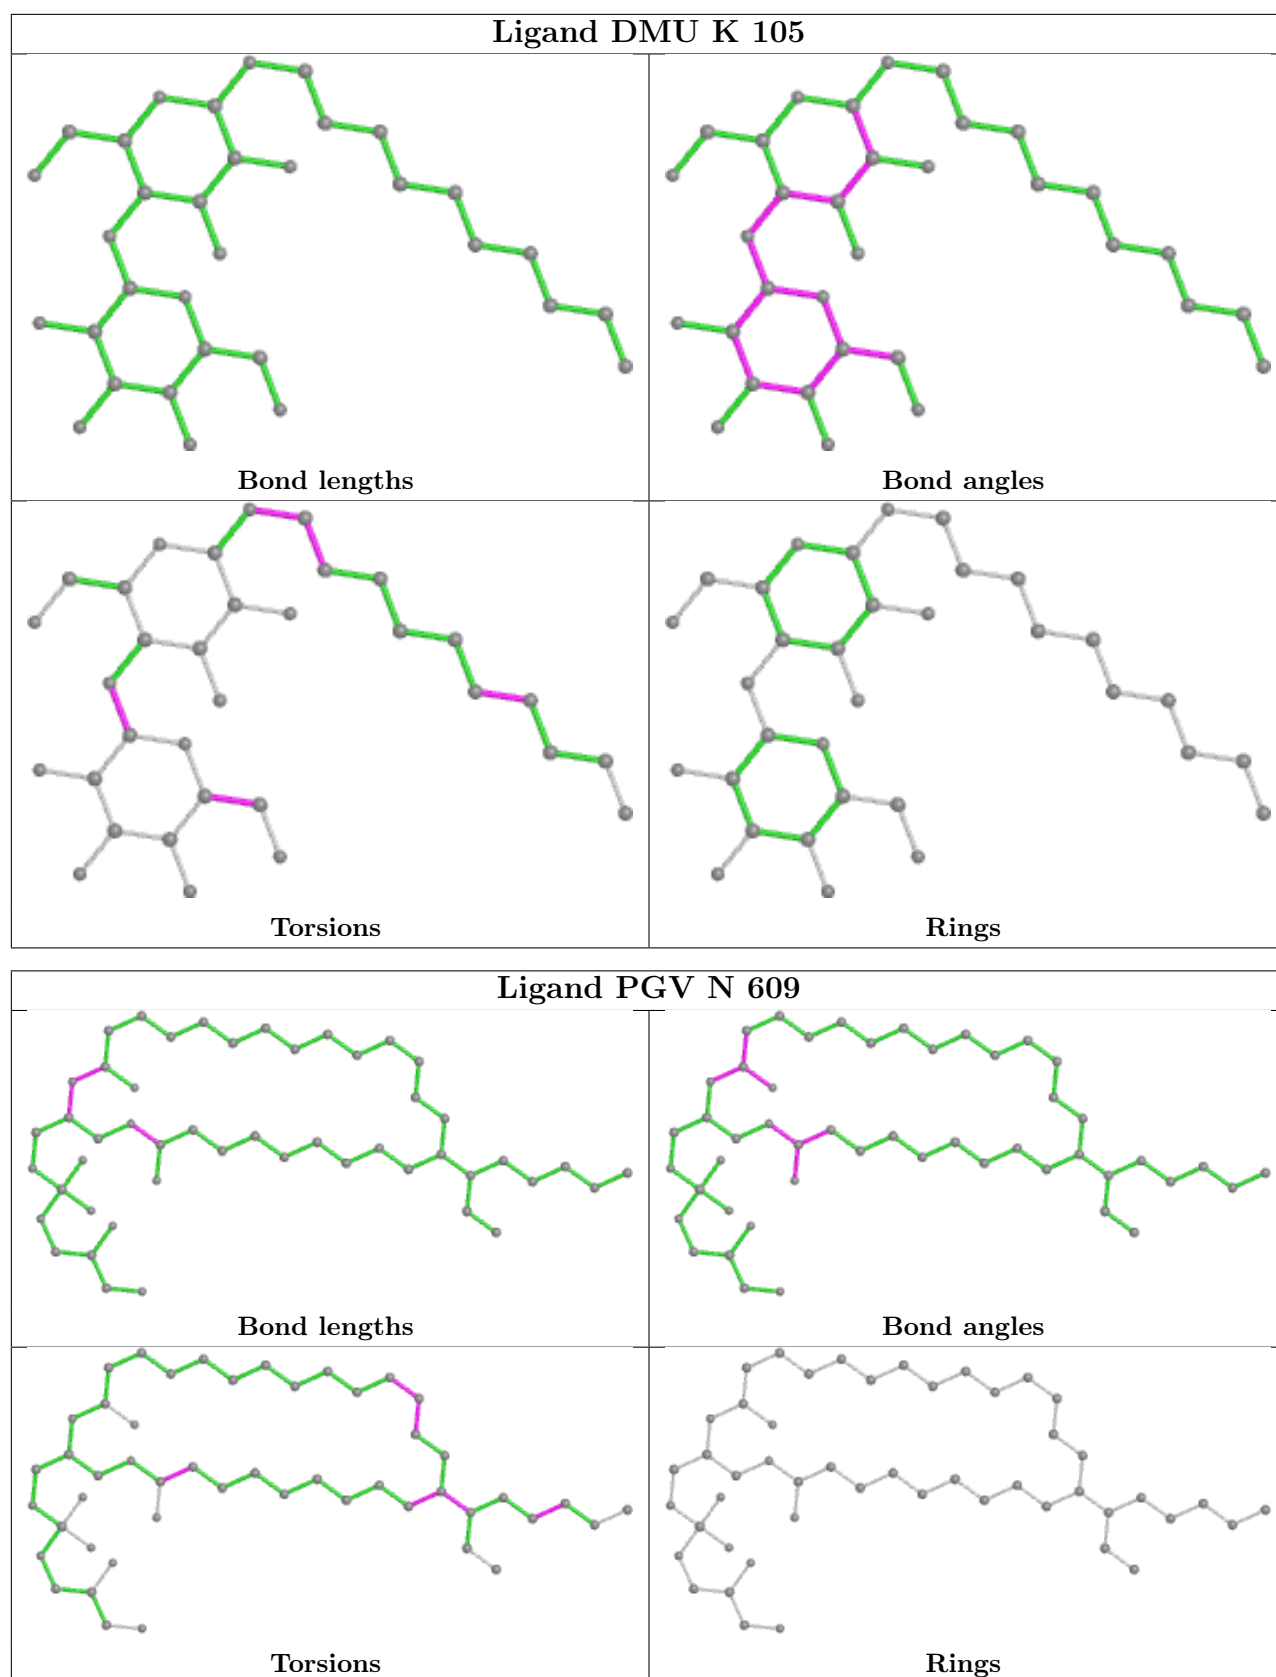 Ligand DMU K 105
Bond lengths
Bond angles
Torsions
Rings
Ligand PGV N 609
Bond lengths
Bond angles
Torsions
Rings